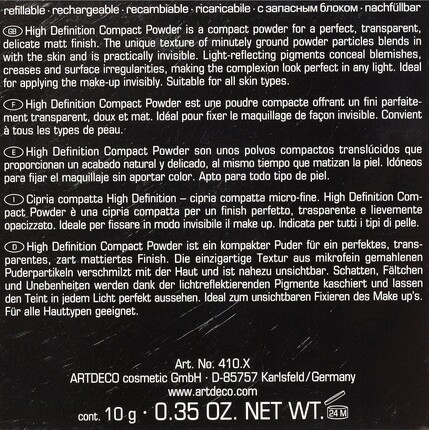 refillable · rechargeable · recambiable · ricaricabile · с запасным блоком · nachfüllbar
GB High Definition Compact Powder is a compact powder for a perfect, transparent,
delicate matt finish. The unique texture of minutely ground powder particles blends in
with the skin and is practically invisible. Light-reflecting pigments conceal blemishes,
creases and surface irregularities, making the complexion look perfect in any light. Ideal
for applying the make-up invisibly. Suitable for all skin types.
F High Definition Compact Powder est une poudre compacte offrant un fini parfaite-
ment transparent, doux et mat. Idéal pour fixer le maquillage de façon invisible. Convient
à tous les types de peau.
E High Definition Compact Powder son unos polvos compactos translúcidos que
proporcionan un acabado natural y delicado, al mismo tiempo que matizan la piel. Idóneos
para fijar el maquillaje sin aportar color. Apto para todo tipo de piel.
I Cipria compatta High Definition – cipria compatta micro-fine. High Definition Com-
pact Powder è una cipria compatta per un finish perfetto, trasparente e lievemente
opacizzato. Ideale per fissare in modo invisibile il make up. Indicata per tutti i tipi di pelle.
D High Definition Compact Powder ist ein kompakter Puder für ein perfektes, trans-
parentes, zart mattiertes Finish. Die einzigartige Textur aus mikrofein gemahlenen
Puderpartikeln verschmilzt mit der Haut und ist nahezu unsichtbar. Schatten, Fältchen
und Unebenheiten werden dank der lichtreflektierenden Pigmente kaschiert und lassen
den Teint in jedem Licht perfekt aussehen. Ideal zum unsichtbaren Fixieren des Make up's.
Für alle Hauttypen geeignet.
Art. No. 410.X
ARTDECO cosmetic GmbH · D-85757 Karlsfeld/Germany
www.artdeco.com
cont. 10 g · 0.35 OZ. NET WT. 24 M